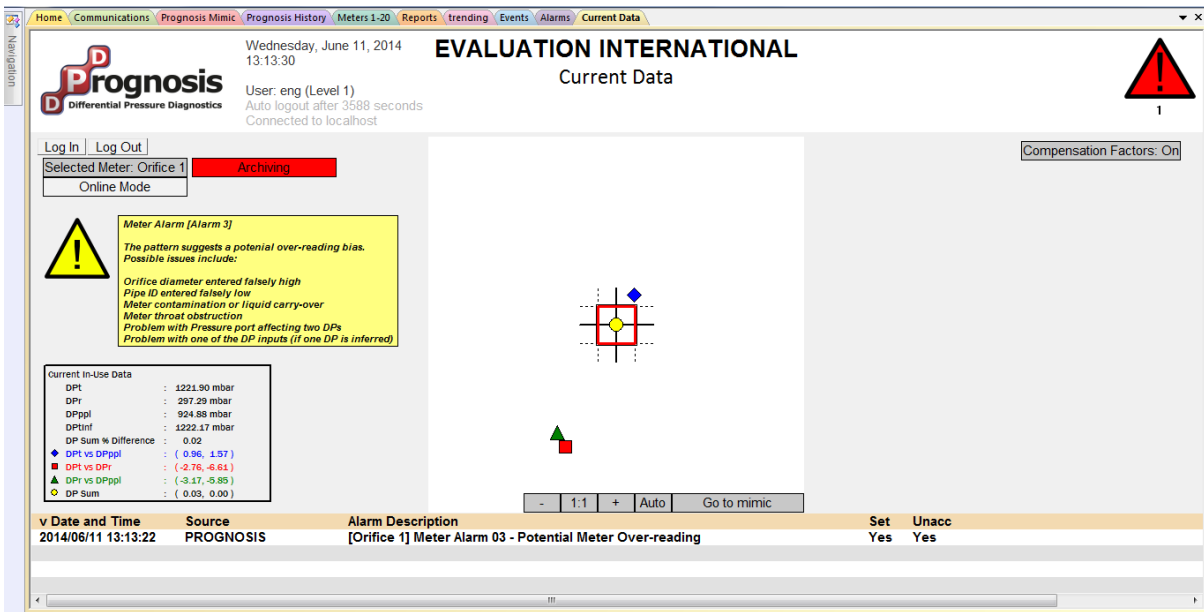 Home Communications Prognosis Mimic Prognosis History Meters 1-20 Reports trending Events Alarms Current Data
Navigation
DP Prognosis
D Differential Pressure Diagnostics
Wednesday, June 11, 2014
13:13:30
User: eng (Level 1)
Auto logout after 3588 seconds
Connected to localhost
EVALUATION INTERNATIONAL
Current Data
!
1
Log In Log Out
Selected Meter: Orifice 1 Archiving
Online Mode
Compensation Factors: On
!
Meter Alarm [Alarm 3]
The pattern suggests a potenial over-reading bias.
Possible issues include:
Orifice diameter entered falsely high
Pipe ID entered falsely low
Meter contamination or liquid carry-over
Meter throat obstruction
Problem with Pressure port affecting two DPs
Problem with one of the DP inputs (if one DP is inferred)
Current In-Use Data
DPt : 1221.90 mbar
DPr : 297.29 mbar
DPppl : 924.88 mbar
DPtinf : 1222.17 mbar
DP Sum % Difference : 0.02
DPt vs DPppl : ( 0.96, 1.57 )
DPt vs DPr : ( -2.76, -6.61 )
DPr vs DPppl : ( -3.17, -5.85 )
DP Sum : ( 0.03, 0.00 )
- 1:1 + Auto Go to mimic
v Date and Time Source Alarm Description Set Unacc
2014/06/11 13:13:22 PROGNOSIS [Orifice 1] Meter Alarm 03 - Potential Meter Over-reading Yes Yes